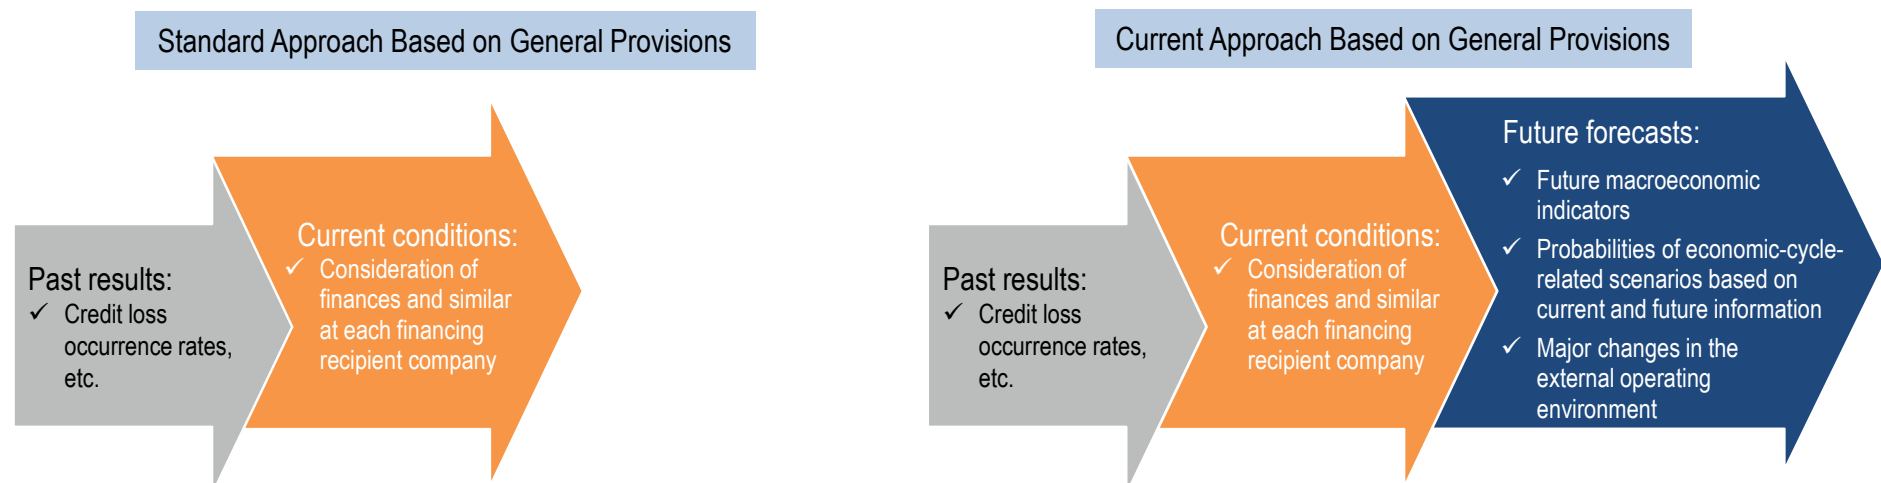 Standard Approach Based on General Provisions
Past results:
✓ Credit loss
occurrence rates,
etc.
Current conditions:
✓ Consideration of
finances and similar
at each financing
recipient company
Current Approach Based on General Provisions
Past results:
✓ Credit loss
occurrence rates,
etc.
Current conditions:
✓ Consideration of
finances and similar
at each financing
recipient company
Future forecasts:
✓ Future macroeconomic
indicators
✓ Probabilities of economic-cycle-
related scenarios based on
current and future information
✓ Major changes in the
external operating
environment